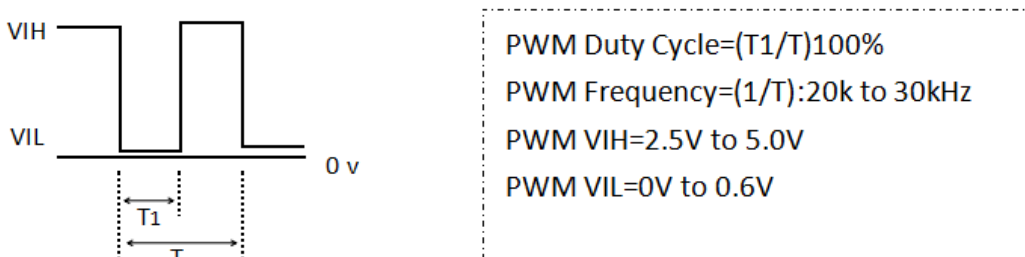 VIH
VIL
0 v
T1
T
PWM Duty Cycle=(T1/T)100%
PWM Frequency=(1/T):20k to 30kHz
PWM VIH=2.5V to 5.0V
PWM VIL=0V to 0.6V